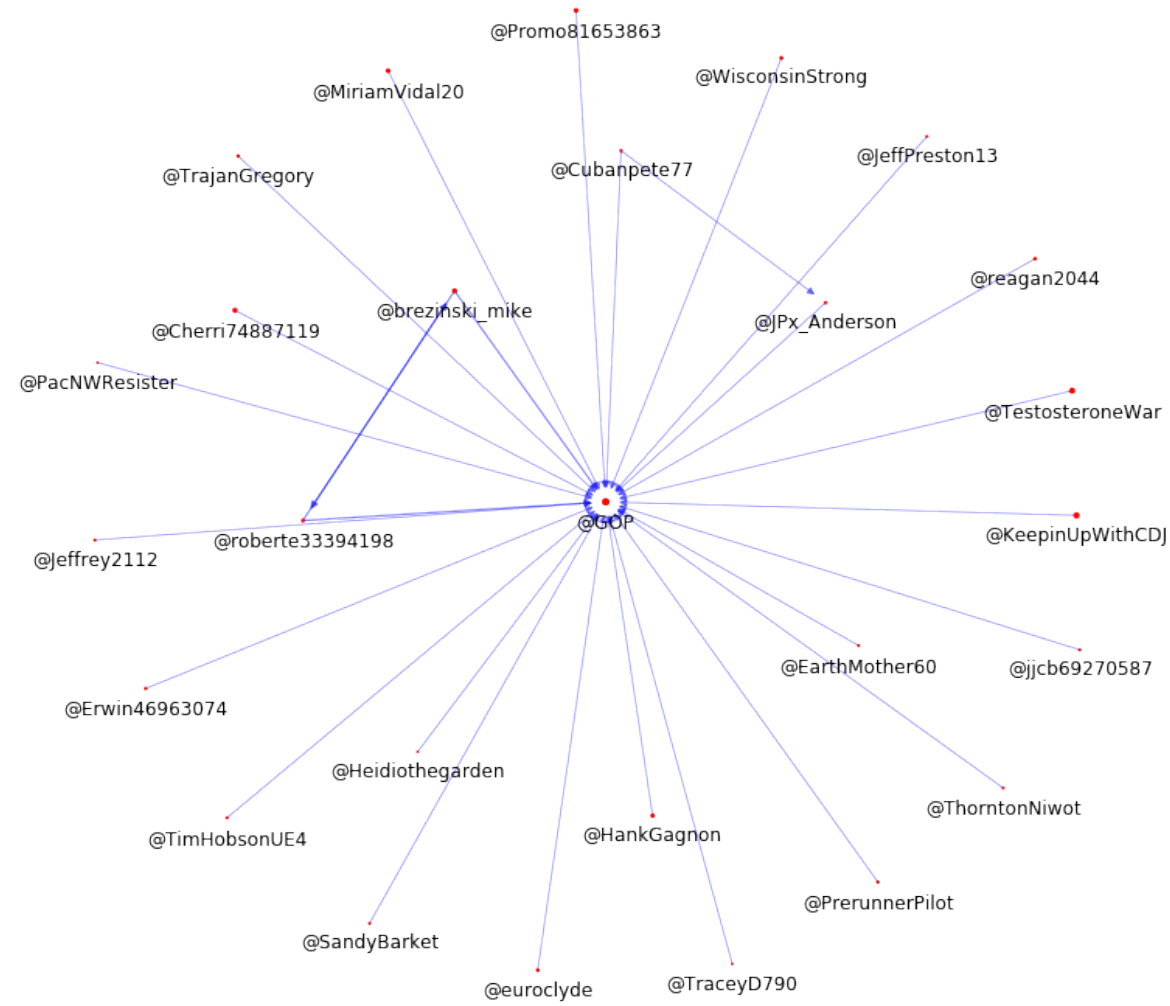 @Promo81653863
@WisconsinStrong
@MiriamVidal20
@JeffPreston13
@Cubanpete77
@TrajanGregory
@reagan2044
@brezinski_mike
@JPx_Anderson
@Cherri74887119
@PacNWResister
@TestosteroneWar
@GOP
@KeepinUpWithCDJ
@roberte33394198
@Jeffrey2112
@EarthMother60
@jjcb69270587
@Erwin46963074
@Heidiothegarden
@ThorntonNiwot
@HankGagnon
@TimHobsonUE4
@PrerunnerPilot
@SandyBarket
@TraceyD790
@euroclyde